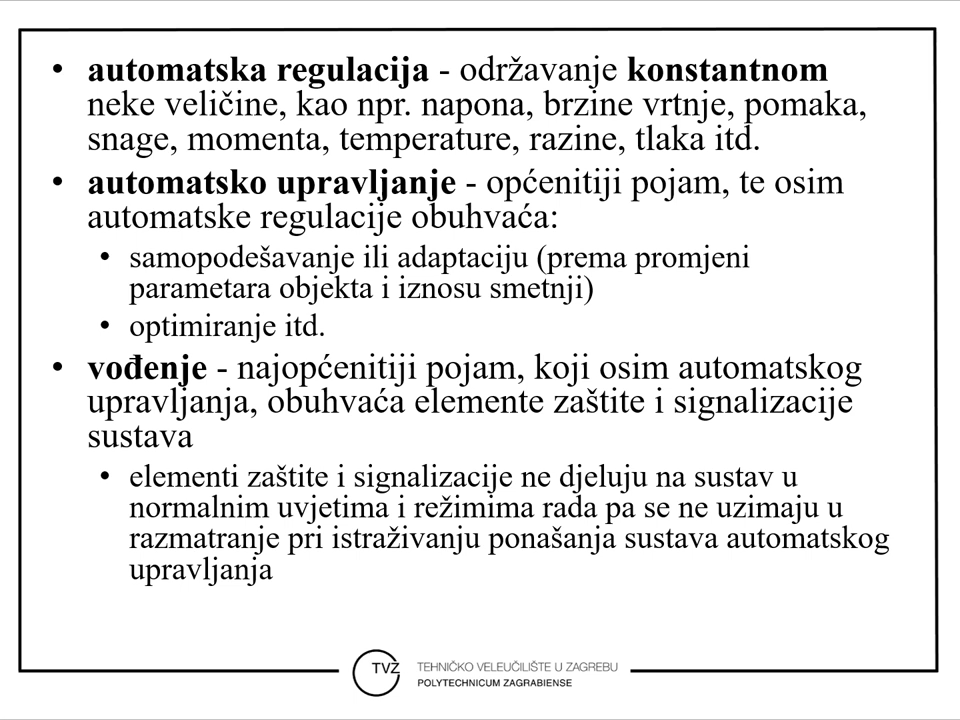 • automatska regulacija - održavanje konstantnom
neke veličine, kao npr. napona, brzine vrtnje, pomaka,
snage, momenta, temperature, razine, tlaka itd.
• automatsko upravljanje - općenitiji pojam, te osim
automatske regulacije obuhvaća:
• samopodešavanje ili adaptaciju (prema promjeni
parametara objekta i iznosu smetnji)
• optimiranje itd.
• vođenje - najopćenitiji pojam, koji osim automatskog
upravljanja, obuhvaća elemente zaštite i signalizacije
sustava
• elementi zaštite i signalizacije ne djeluju na sustav u
normalnim uvjetima i režimima rada pa se ne uzimaju u
razmatranje pri istraživanju ponašanja sustava automatskog
upravljanja
TVZ
TEHNIČKO VELEUČILIŠTE U ZAGREBU
POLYTECHNICUM ZAGRABIENSE